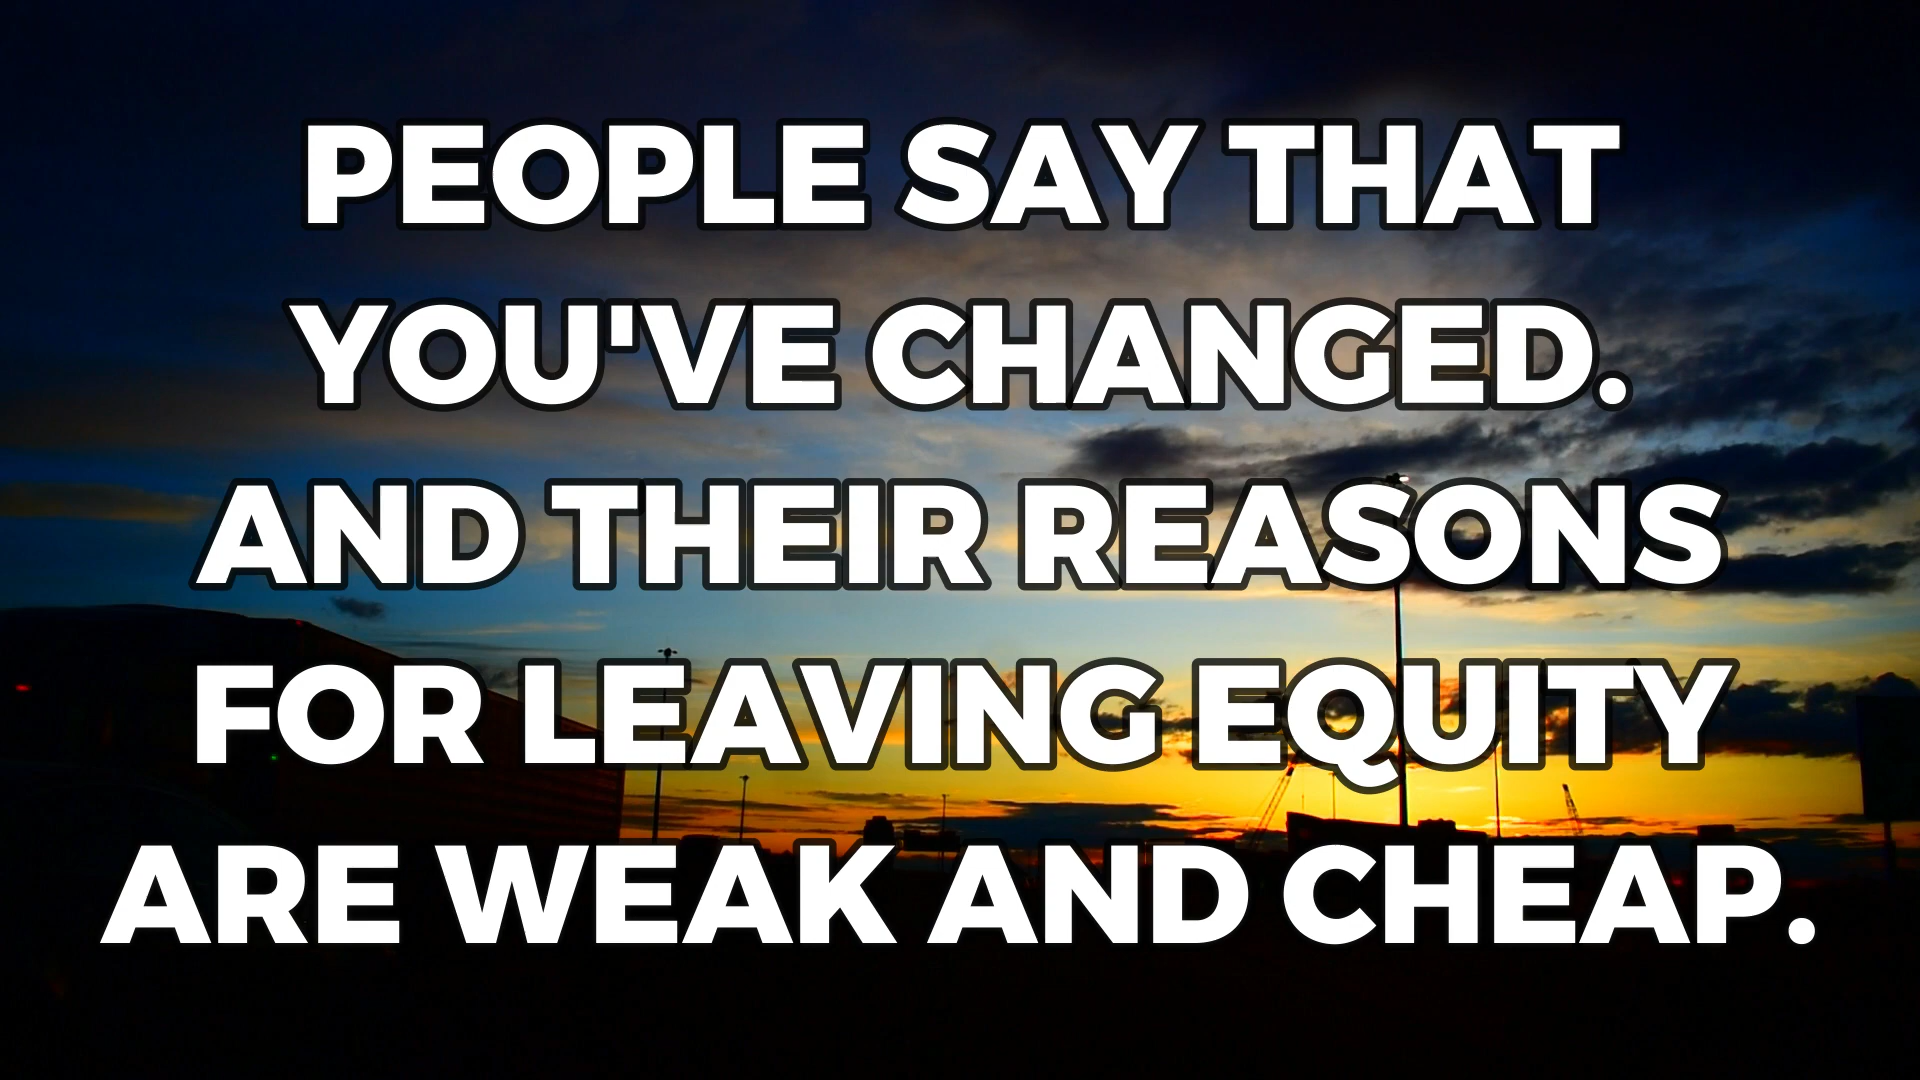 PEOPLE SAY THAT
YOU'VE CHANGED.
AND THEIR REASONS
FOR LEAVING EQUITY
ARE WEAK AND CHEAP.